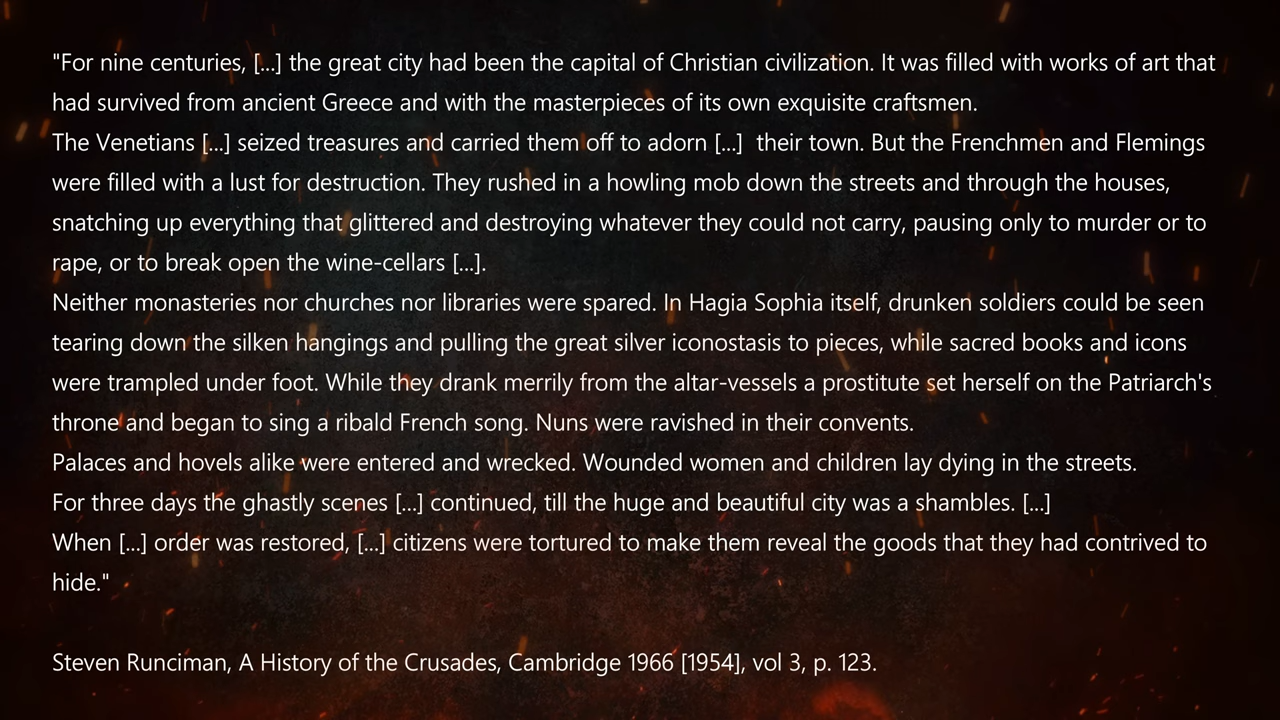 "For nine centuries, [...] the great city had been the capital of Christian civilization. It was filled with works of art that
had survived from ancient Greece and with the masterpieces of its own exquisite craftsmen.
The Venetians [...] seized treasures and carried them off to adorn [...]  their town. But the Frenchmen and Flemings
were filled with a lust for destruction. They rushed in a howling mob down the streets and through the houses,
snatching up everything that glittered and destroying whatever they could not carry, pausing only to murder or to
rape, or to break open the wine-cellars [...].
Neither monasteries nor churches nor libraries were spared. In Hagia Sophia itself, drunken soldiers could be seen
tearing down the silken hangings and pulling the great silver iconostasis to pieces, while sacred books and icons
were trampled under foot. While they drank merrily from the altar-vessels a prostitute set herself on the Patriarch's
throne and began to sing a ribald French song. Nuns were ravished in their convents.
Palaces and hovels alike were entered and wrecked. Wounded women and children lay dying in the streets.
For three days the ghastly scenes [...] continued, till the huge and beautiful city was a shambles. [...]
When [...] order was restored, [...] citizens were tortured to make them reveal the goods that they had contrived to
hide."
Steven Runciman, A History of the Crusades, Cambridge 1966 [1954], vol 3, p. 123.